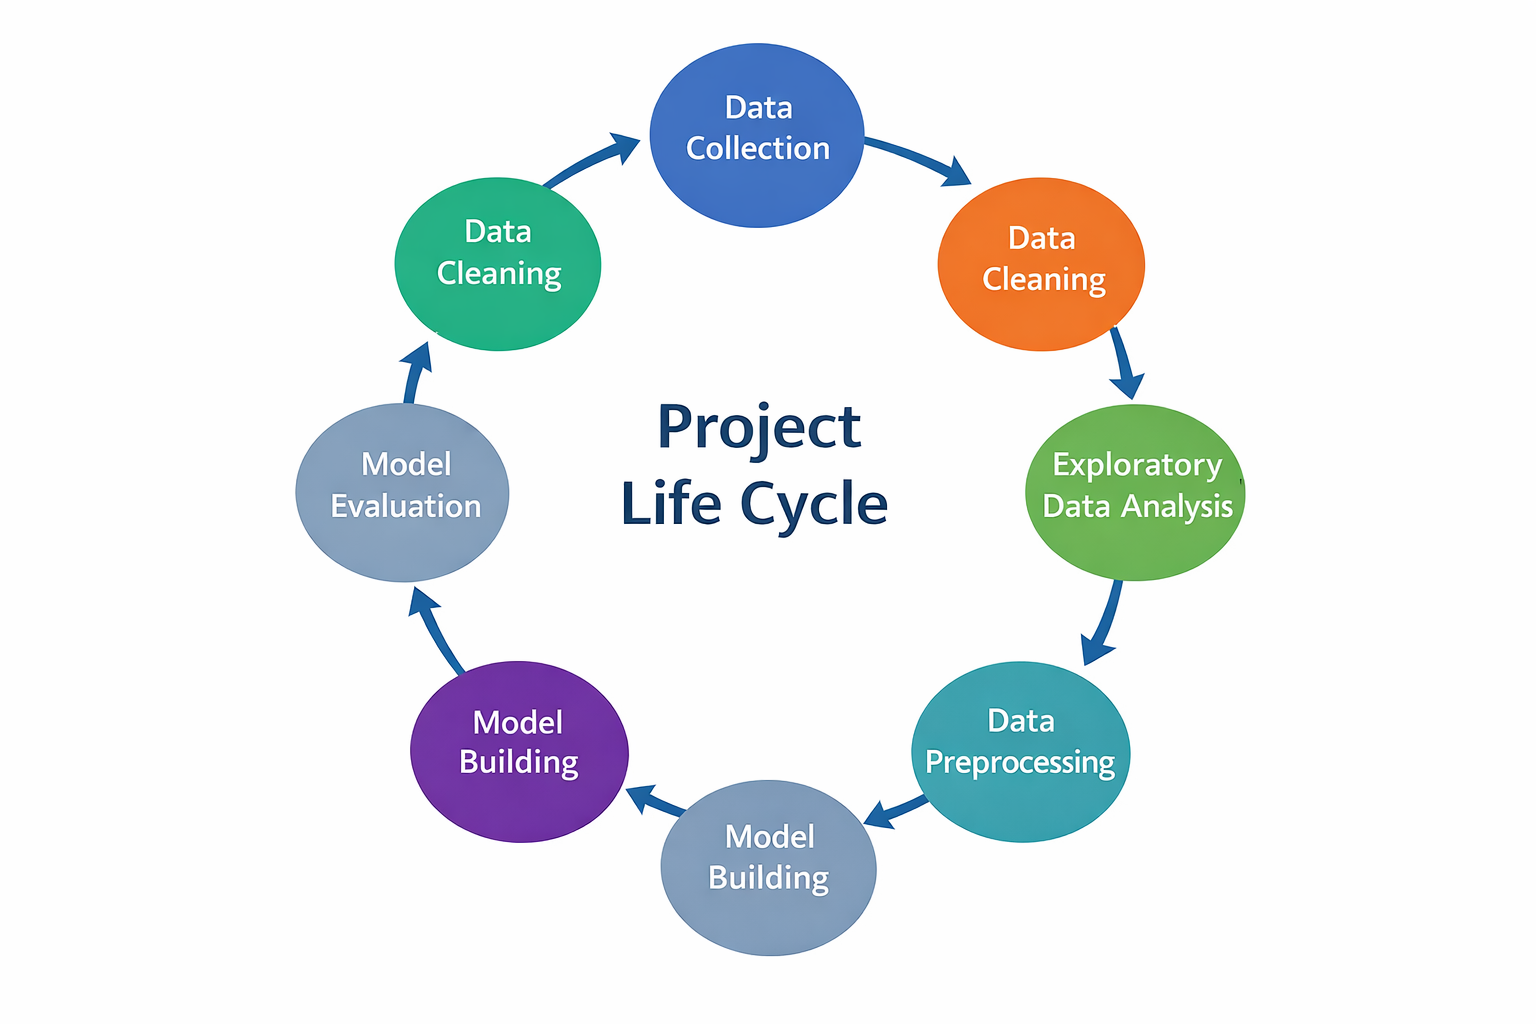 Data
Collection
Data
Cleaning
Exploratory
Data Analysis
Data
Preprocessing
Model
Building
Model
Building
Model
Evaluation
Data
Cleaning
Project
Life Cycle